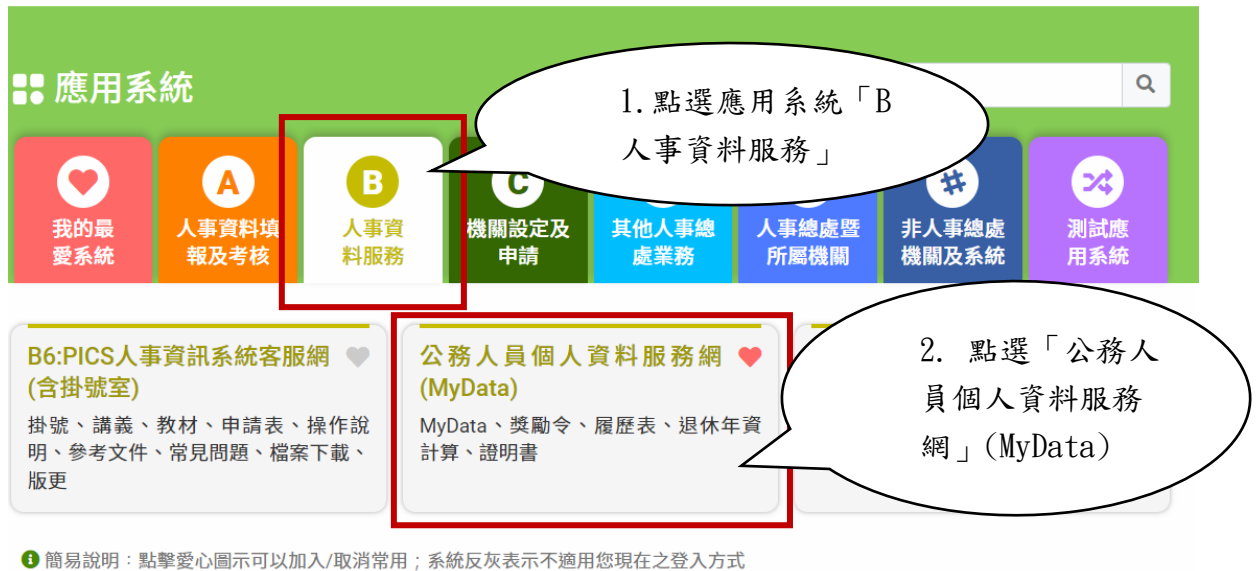 應用系統
1.點選應用系統「B
人事資料服務」
我的最
愛系統
A
人事資料填
報及考核
B
人事資
料服務
C
機關設定及
申請
其他人事總
處業務
人事總處暨
所屬機關
#
非人事總處
機關及系統
測試應
用系統
B6:PICS人事資訊系統客服網
(含掛號室)
掛號、講義、教材、申請表、操作說
明、參考文件、常見問題、檔案下載、
版更
公務人員個人資料服務網
(MyData)
MyData、獎勵令、履歷表、退休年資
計算、證明書
2. 點選「公務人
員個人資料服務
網」(MyData)
簡易說明：點擊愛心圖示可以加入/取消常用；系統反灰表示不適用您現在之登入方式